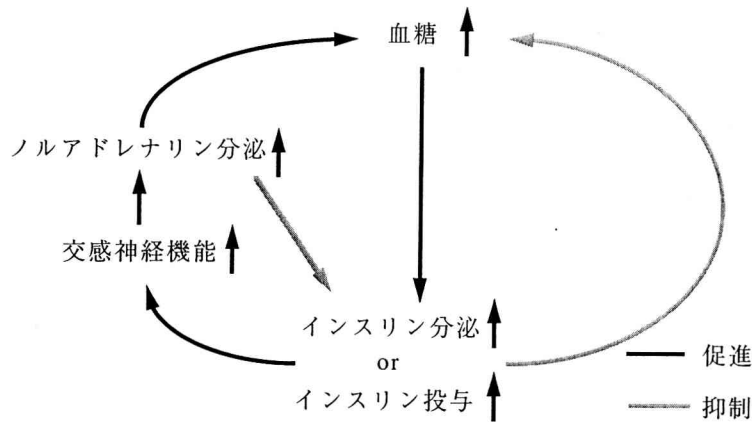 血糖
ノルアドレナリン分泌
交感神経機能
インスリン分泌
or
インスリン投与
促進
抑制